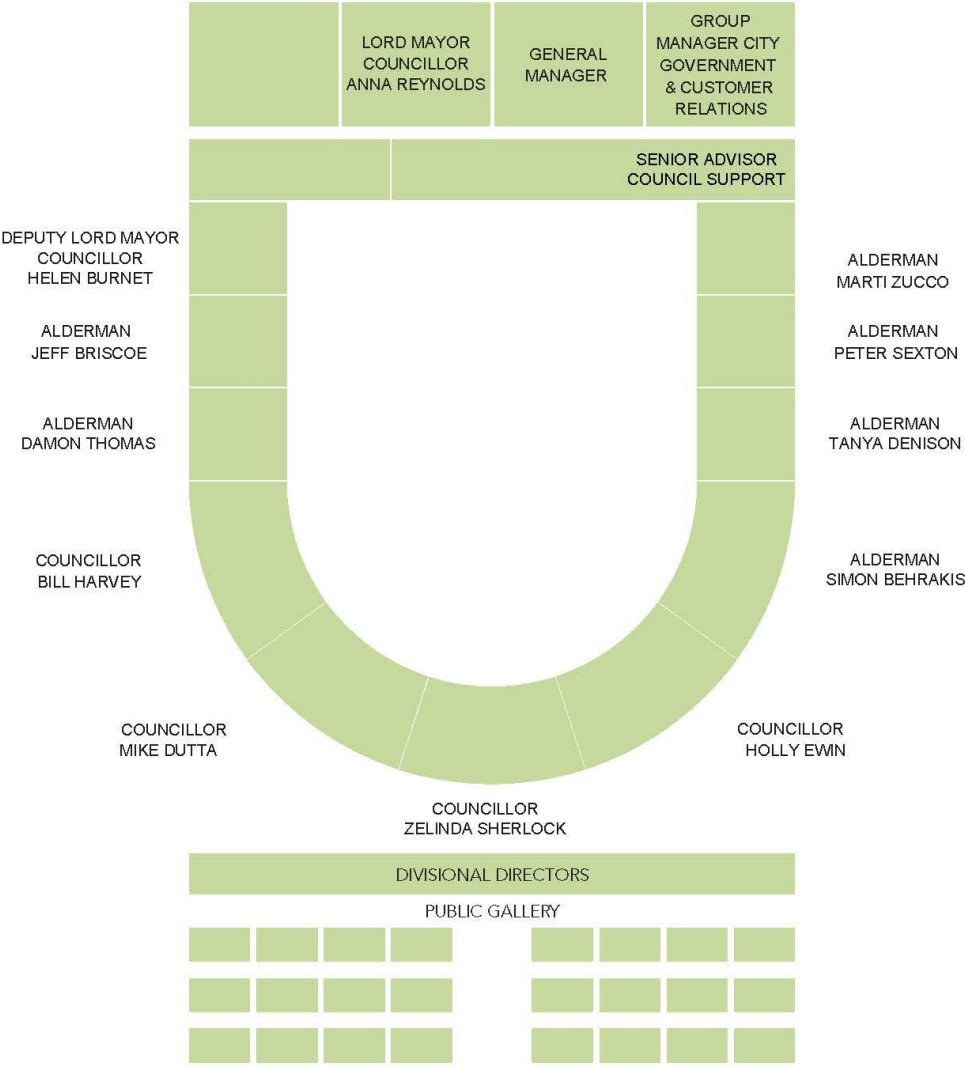 LORD MAYOR
COUNCILLOR
ANNA REYNOLDS
GENERAL
MANAGER
GROUP
MANAGER CITY
GOVERNMENT
& CUSTOMER
RELATIONS
SENIOR ADVISOR
COUNCIL SUPPORT
DEPUTY LORD MAYOR
COUNCILLOR
HELEN BURNET
ALDERMAN
MARTI ZUCCO
ALDERMAN
JEFF BRISCOE
ALDERMAN
PETER SEXTON
ALDERMAN
DAMON THOMAS
ALDERMAN
TANYA DENISON
COUNCILLOR
BILL HARVEY
ALDERMAN
SIMON BEHRAKIS
COUNCILLOR
MIKE DUTTA
COUNCILLOR
HOLLY EWIN
COUNCILLOR
ZELINDA SHERLOCK
DIVISIONAL DIRECTORS
PUBLIC GALLERY